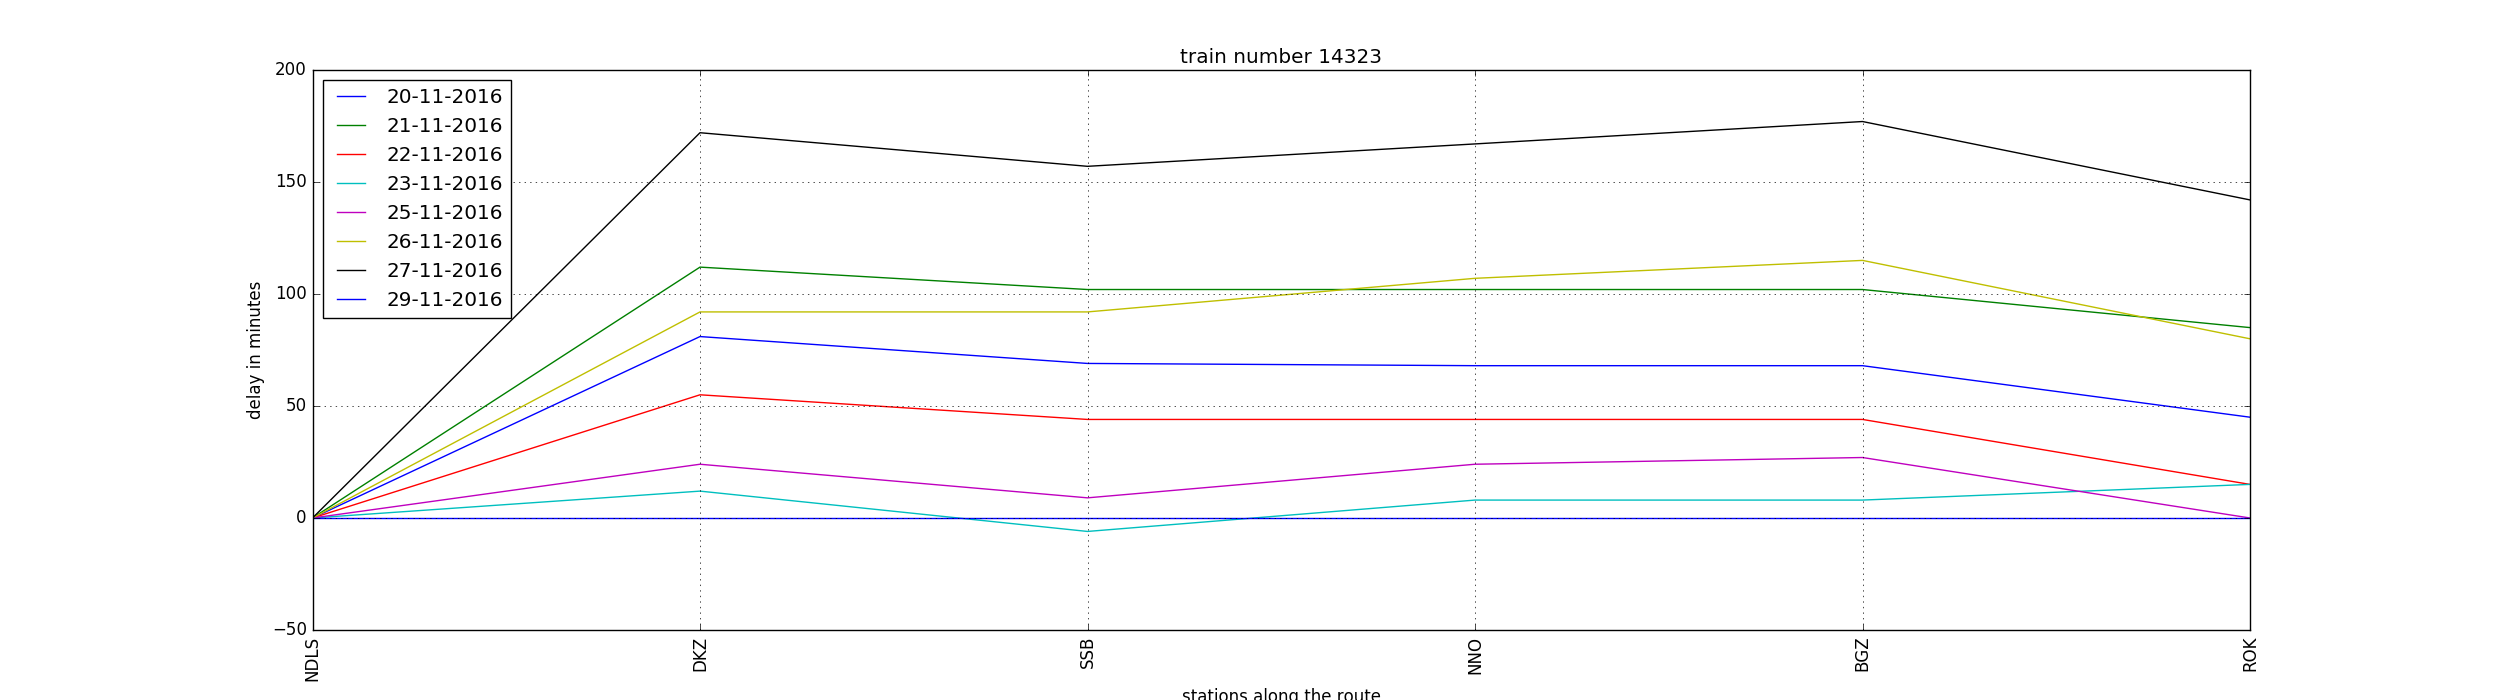 train number 14323
200
150
100
50
0
−50
delay in minutes
20-11-2016
21-11-2016
22-11-2016
23-11-2016
25-11-2016
26-11-2016
27-11-2016
29-11-2016
NDLS
DKZ
SSB
NNO
BGZ
ROK
stations along the route